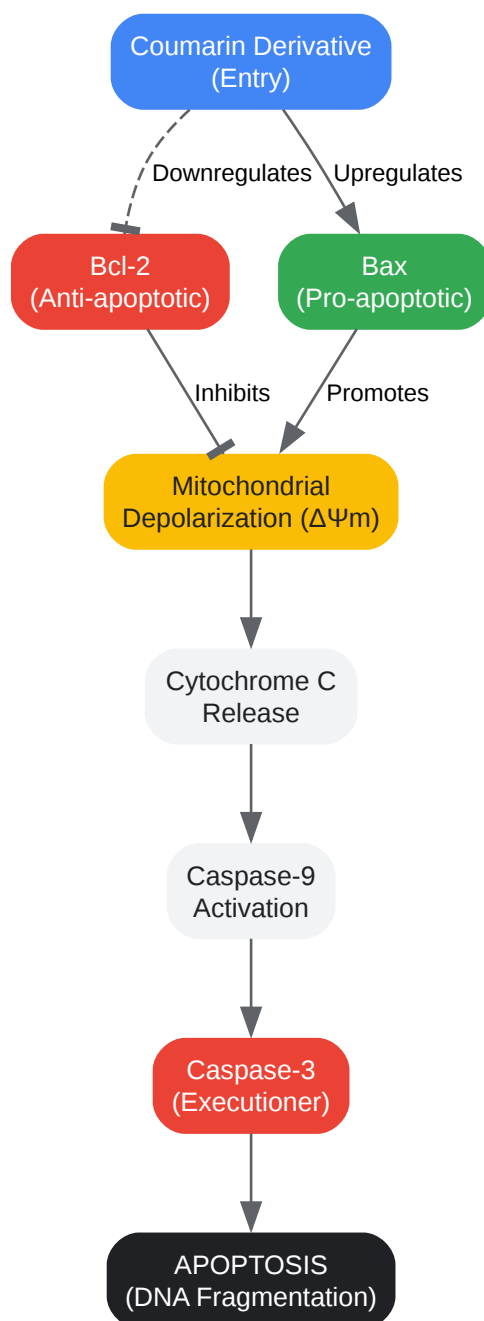 Coumarin Derivative
(Entry)
Downregulates
Upregulates
Bcl-2
(Anti-apoptotic)
Bax
(Pro-apoptotic)
Inhibits
Promotes
Mitochondrial
Depolarization (ΔΨm)
Cytochrome C
Release
Caspase-9
Activation
Caspase-3
(Executioner)
APOPTOSIS
(DNA Fragmentation)